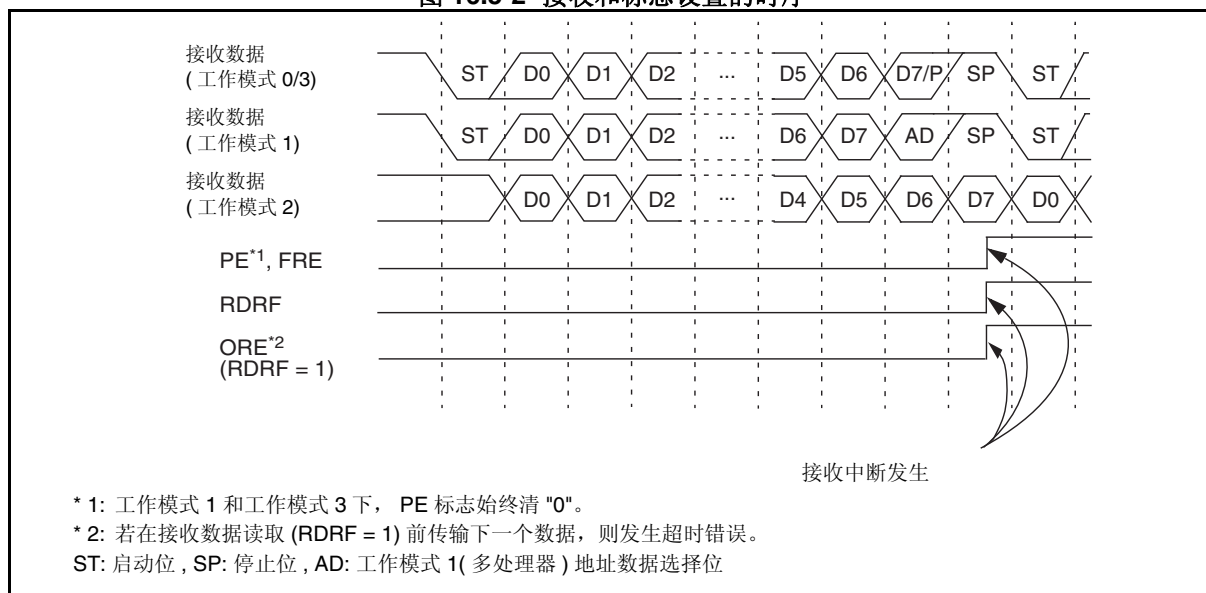 接收数据
( 工作模式 0/3)
ST D0 D1 D2 ... D5 D6 D7/P SP ST
接收数据
( 工作模式 1)
ST D0 D1 D2 ... D6 D7 AD SP ST
接收数据
( 工作模式 2)
D0 D1 D2 ... D4 D5 D6 D7 D0
PE*1, FRE
RDRF
ORE*2
(RDRF = 1)
接收中断发生
* 1: 工作模式 1 和工作模式 3 下， PE 标志始终清 "0"。
* 2: 若在接收数据读取 (RDRF = 1) 前传输下一个数据，则发生超时错误。
ST: 启动位 , SP: 停止位 , AD: 工作模式 1( 多处理器 ) 地址数据选择位